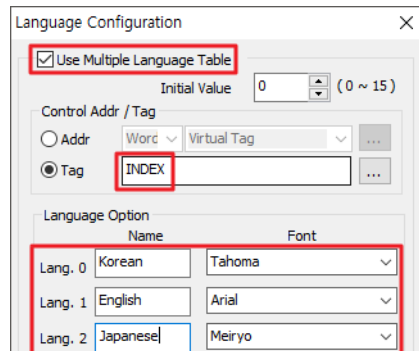 Language Configuration
Use Multiple Language Table
Initial Value 0 ( 0 ~ 15 )
Control Addr / Tag
Addr Word Virtual Tag ...
Tag INDEX ...
Language Option
Name Font
Lang. 0 Korean Tahoma
Lang. 1 English Arial
Lang. 2 Japanese Meiryo